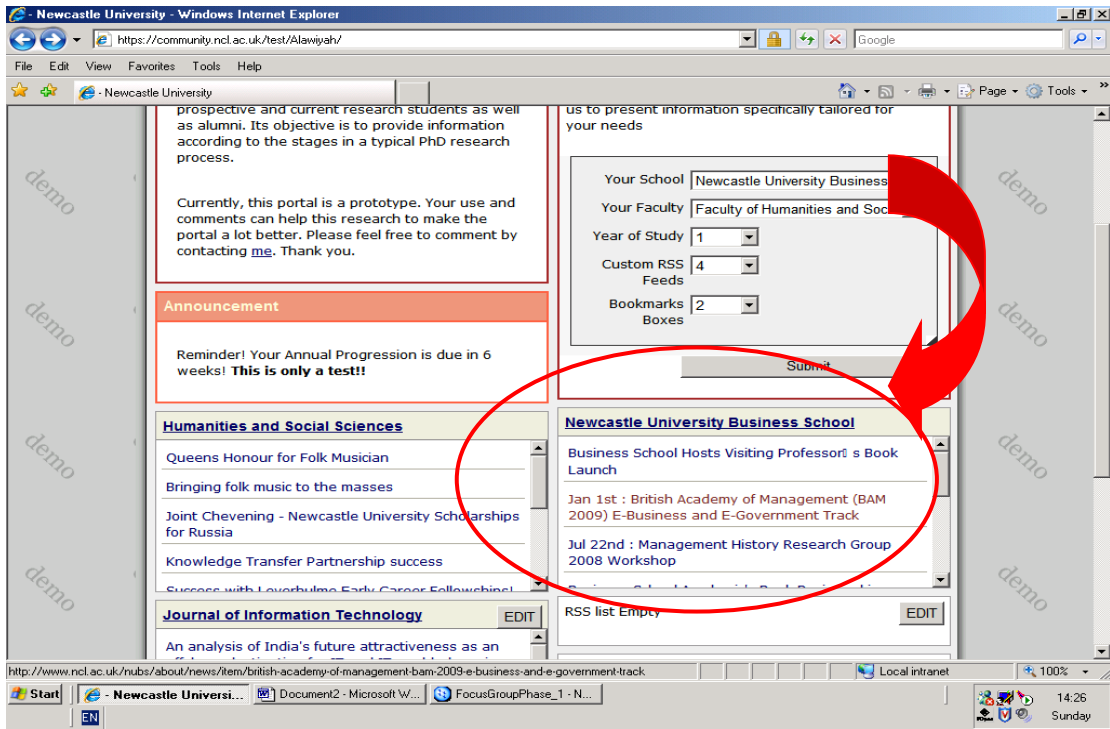 - Newcastle University - Windows Internet Explorer
https://community.ncl.ac.uk/test/Alawiyah/
Google
File Edit View Favorites Tools Help
- Newcastle University
Page
Tools
prospective and current research students as well
as alumni. Its objective is to provide information
according to the stages in a typical PhD research
process.
Currently, this portal is a prototype. Your use and
comments can help this research to make the
portal a lot better. Please feel free to comment by
contacting me. Thank you.
Announcement
Reminder! Your Annual Progression is due in 6
weeks! This is only a test!!
Humanities and Social Sciences
Queens Honour for Folk Musician
Bringing folk music to the masses
Joint Chevening - Newcastle University Scholarships
for Russia
Knowledge Transfer Partnership success
Success with Leverhulme Early Career Fellowships!
Journal of Information Technology
EDIT
An analysis of India's future attractiveness as an
us to present information specifically tailored for
your needs
Your School Newcastle University Business
Your Faculty Faculty of Humanities and Soc
Year of Study 1
Custom RSS 4
Feeds
Bookmarks 2
Boxes
Submit
Newcastle University Business School
Business School Hosts Visiting Professor s Book
Launch
Jan 1st : British Academy of Management (BAM
2009) E-Business and E-Government Track
Jul 22nd : Management History Research Group
2008 Workshop
RSS list Empty
EDIT
demo
demo
demo
demo
demo
demo
demo
demo
http://www.ncl.ac.uk/nubs/about/news/item/british-academy-of-management-bam-2009-e-business-and-e-government-track
Local intranet
100%
Start
- Newcastle Universi...
Document2 - Microsoft W...
FocusGroupPhase_1 - N...
14:26
EN
Sunday